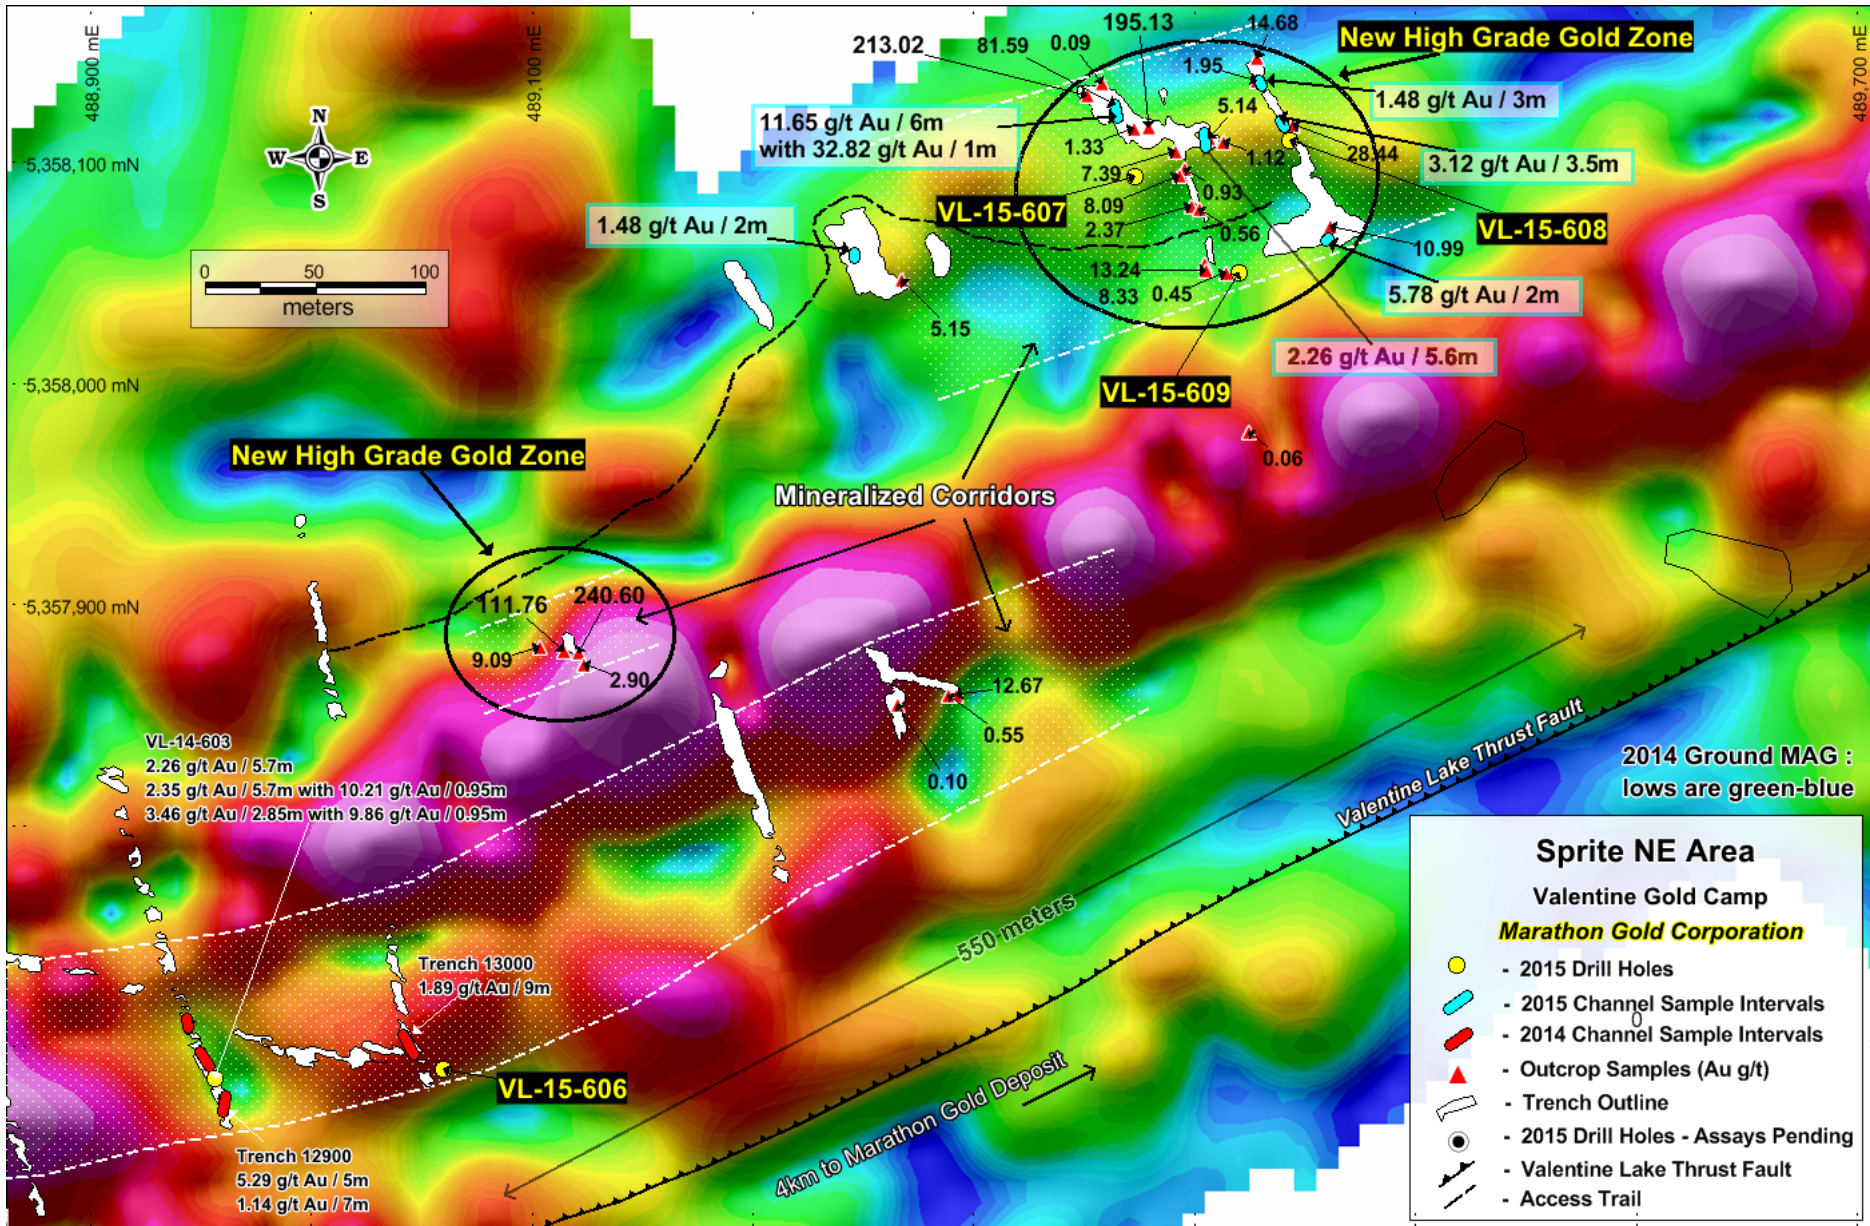 488,900 mE
489,100 mE
489,700 mE
N
W E
S
5,358,100 mN
5,358,000 mN
5,357,900 mN
0 50 100
meters
213.02
81.59
0.09
195.13
14.68
New High Grade Gold Zone
1.95
1.48 g/t Au / 3m
11.65 g/t Au / 6m
with 32.82 g/t Au / 1m
5.14
1.33
1.12
28.44
3.12 g/t Au / 3.5m
7.39
0.93
8.09
VL-15-607
2.37
0.56
VL-15-608
1.48 g/t Au / 2m
10.99
13.24
8.33
0.45
5.78 g/t Au / 2m
5.15
2.26 g/t Au / 5.6m
VL-15-609
0.06
New High Grade Gold Zone
Mineralized Corridors
111.76
240.60
9.09
2.90
12.67
0.55
0.10
VL-14-603
2.26 g/t Au / 5.7m
2.35 g/t Au / 5.7m with 10.21 g/t Au / 0.95m
3.46 g/t Au / 2.85m with 9.86 g/t Au / 0.95m
Valentine Lake Thrust Fault
2014 Ground MAG :
lows are green-blue
550 meters
Trench 13000
1.89 g/t Au / 9m
VL-15-606
4km to Marathon Gold Deposit
Trench 12900
5.29 g/t Au / 5m
1.14 g/t Au / 7m
Sprite NE Area
Valentine Gold Camp
Marathon Gold Corporation
- 2015 Drill Holes
- 2015 Channel Sample Intervals
0
- 2014 Channel Sample Intervals
- Outcrop Samples (Au g/t)
- Trench Outline
- 2015 Drill Holes - Assays Pending
- Valentine Lake Thrust Fault
- Access Trail